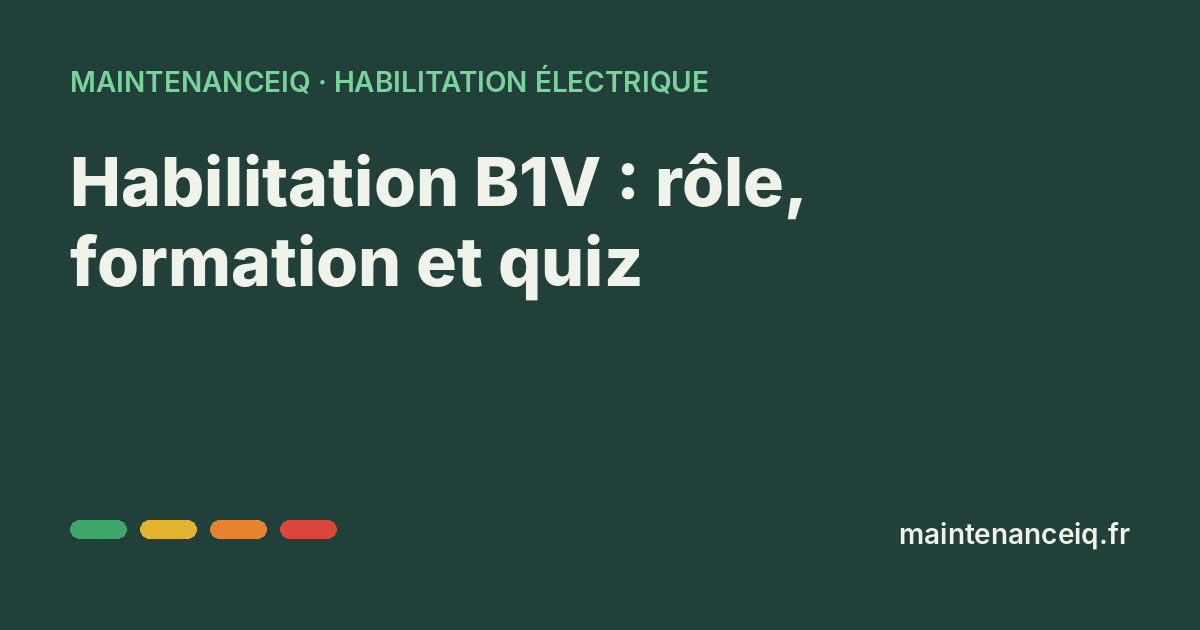 MAINTENANCEIQ · HABILITATION ÉLECTRIQUE
Habilitation B1V : rôle,
formation et quiz
maintenanceiq.fr